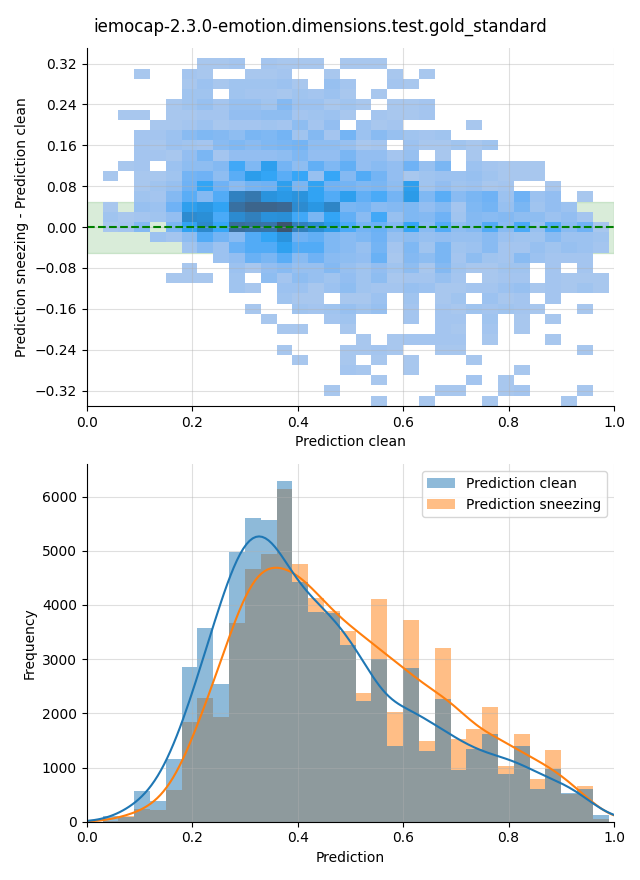 iemocap-2.3.0-emotion.dimensions.test.gold_standard
0.32
0.24
0.16
0.08
0.00
−0.08
−0.16
−0.24
−0.32
Prediction sneezing - Prediction clean
0.0 0.2 0.4 0.6 0.8 1.0
Prediction clean
Prediction clean
Prediction sneezing
6000
5000
4000
3000
2000
1000
0
Frequency
0.0 0.2 0.4 0.6 0.8 1.0
Prediction